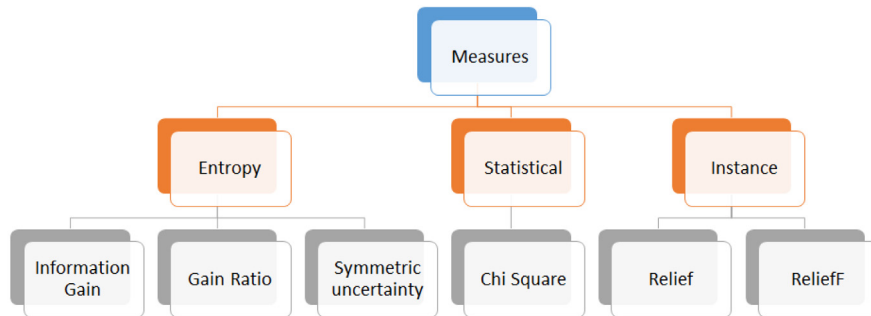 Measures
Entropy
Statistical
Instance
Information
Gain
Gain Ratio
Symmetric
uncertainty
Chi Square
Relief
ReliefF